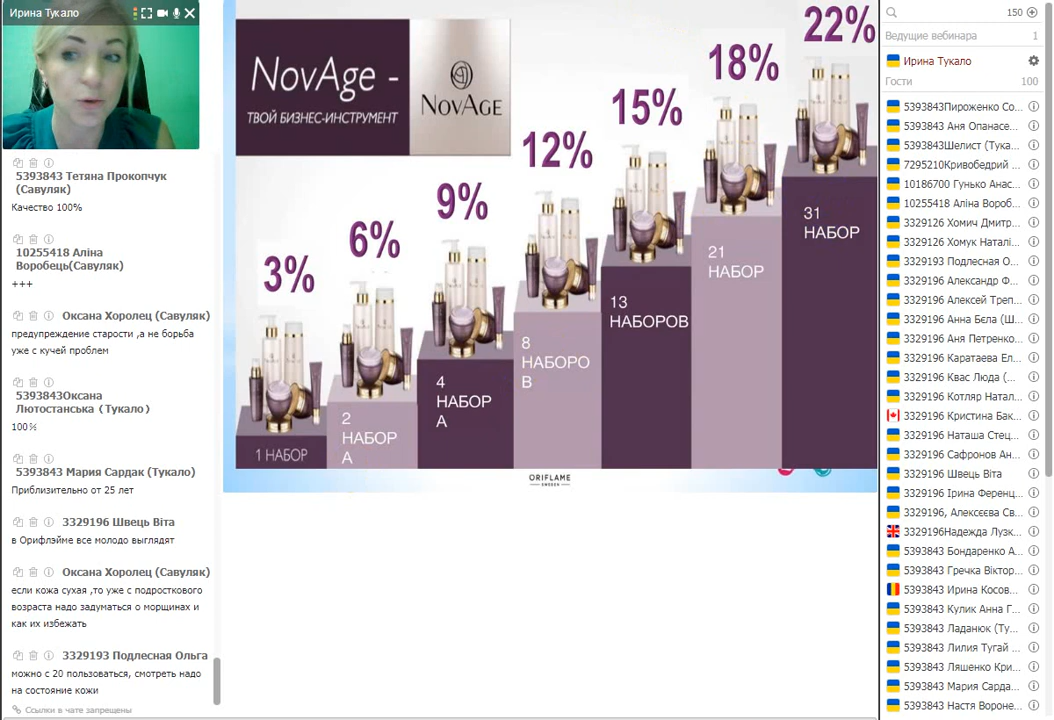 Ирина Тукало
5393843 Тетяна Прокопчук
(Савуляк)
Качество 100%
10255418 Аліна
Воробець(Савуляк)
+++
Оксана Хоролец (Савуляк)
предупреждение старости ,а не борьба
уже с кучей проблем
5393843Оксана
Лютостанська (Тукало)
100%
5393843 Мария Сардак (Тукало)
Приблизительно от 25 лет
3329196 Швець Віта
в Орифлэйме все молодо выглядят
Оксана Хоролец (Савуляк)
если кожа сухая ,то уже с подросткового
возраста надо задуматься о морщинах и
как их избежать
3329193 Подлесная Ольга
можно с 20 пользоваться, смотреть надо
на состояние кожи
Ссылки в чате запрещены
NovAge -
ТВОЙ БИЗНЕС-ИНСТРУМЕНТ
NOVAGE
3%
6%
9%
12%
15%
18%
22%
1 НАБОР
2
НАБОР
А
4
НАБОР
А
8
НАБОРО
В
13
НАБОРОВ
21
НАБОР
31
НАБОР
ORIFLAME
SWEDEN
150
Ведущие вебинара 1
Ирина Тукало
Гости 100
5393843Пироженко Со...
5393843 Аня Опанасе...
5393843Шелист (Тука...
7295210Кривобедрий ...
10186700 Гунько Анас...
10255418 Аліна Вороб...
3329126 Хомич Дмитр...
3329126 Хомук Наталі...
3329193 Подлесная О...
3329196 Александр Ф...
3329196 Алексей Треп...
3329196 Анна Бєла (Ш...
3329196 Аня Петренко...
3329196 Каратаева Ел...
3329196 Квас Люда (...
3329196 Котляр Натал...
3329196 Кристина Бак...
3329196 Наташа Стец...
3329196 Сафронов Ан...
3329196 Швець Віта
3329196 Ірина Ференц...
3329196, Алексеєва Св...
3329196Надежда Лузк...
5393843 Бондаренко А...
5393843 Гречка Віктор...
5393843 Ирина Косов...
5393843 Кулик Анна Г...
5393843 Ладанюк (Ту...
5393843 Лилия Тугай ...
5393843 Ляшенко Кри...
5393843 Мария Сарда...
5393843 Настя Вороне...